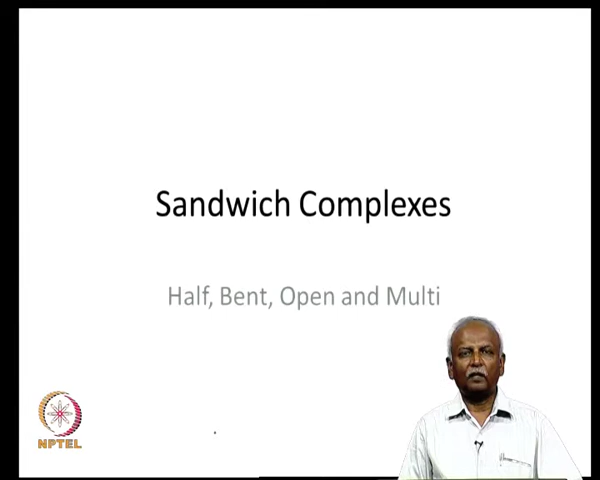 Sandwich Complexes
Half, Bent, Open and Multi
NPTEL